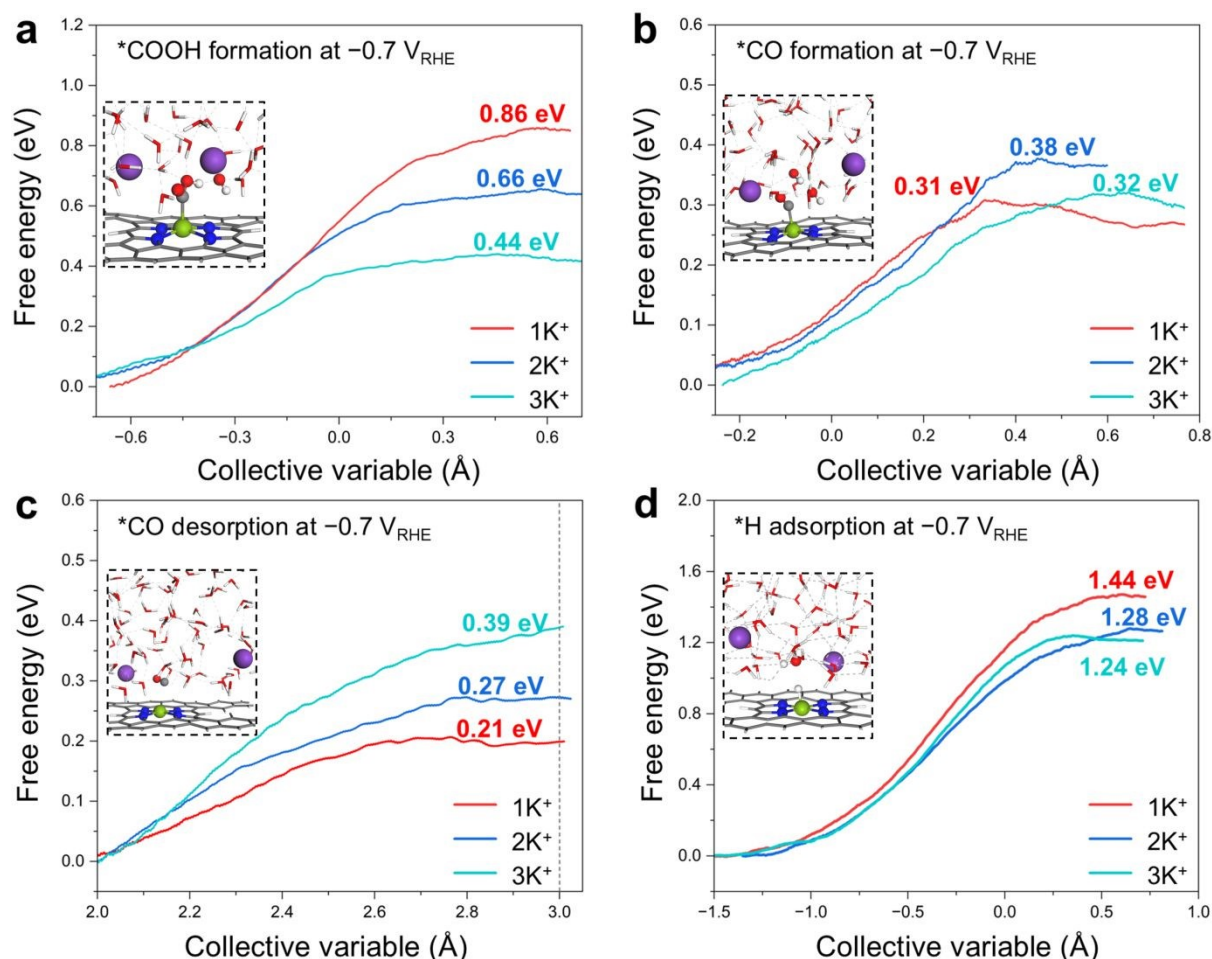 a
*COOH formation at −0.7 V_RHE
Free energy (eV)
1.2
1.0
0.8
0.6
0.4
0.2
0.0
0.86 eV
0.66 eV
0.44 eV
1K⁺
2K⁺
3K⁺
−0.6
−0.3
0.0
0.3
0.6
Collective variable (Å)
b
*CO formation at −0.7 V_RHE
Free energy (eV)
0.6
0.5
0.4
0.3
0.2
0.1
0.0
0.38 eV
0.31 eV
0.32 eV
1K⁺
2K⁺
3K⁺
−0.2
0.0
0.2
0.4
0.6
0.8
Collective variable (Å)
c
*CO desorption at −0.7 V_RHE
Free energy (eV)
0.6
0.5
0.4
0.3
0.2
0.1
0.0
0.39 eV
0.27 eV
0.21 eV
1K⁺
2K⁺
3K⁺
2.0
2.2
2.4
2.6
2.8
3.0
Collective variable (Å)
d
*H adsorption at −0.7 V_RHE
Free energy (eV)
2.0
1.6
1.2
0.8
0.4
0.0
1.44 eV
1.28 eV
1.24 eV
1K⁺
2K⁺
3K⁺
−1.5
−1.0
−0.5
0.0
0.5
1.0
Collective variable (Å)